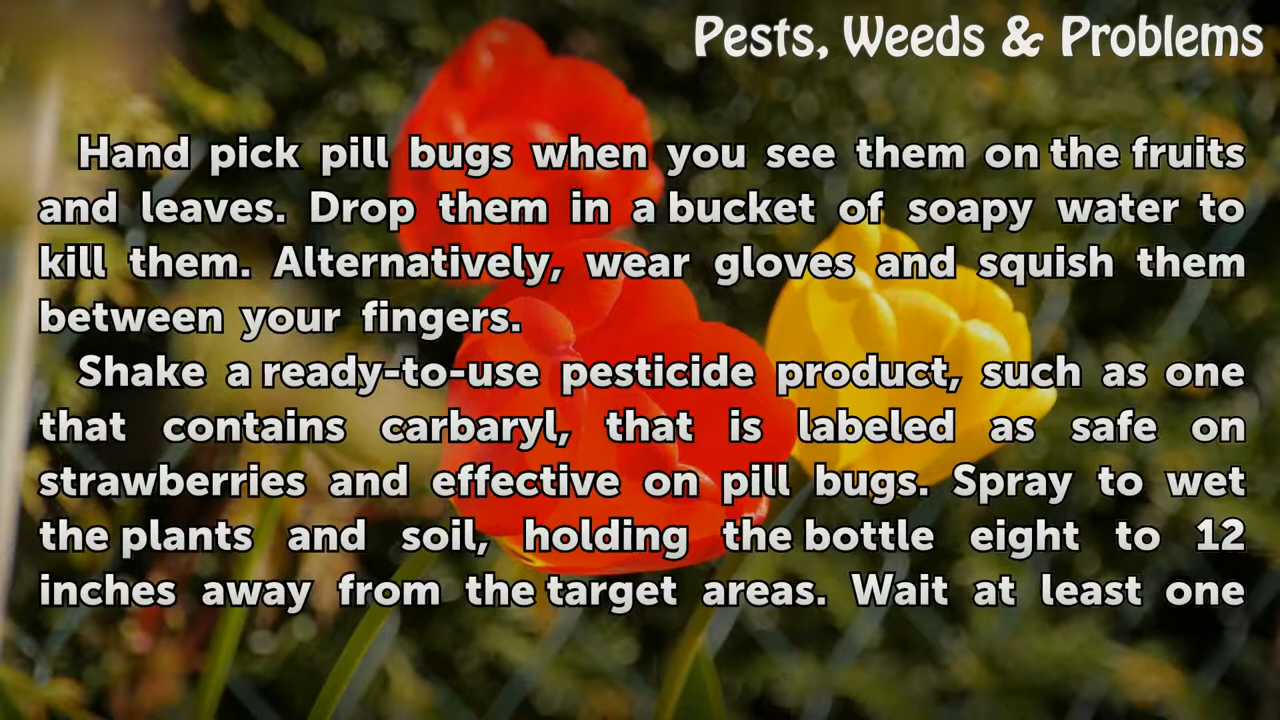 Pests, Weeds & Problems
Hand pick pill bugs when you see them on the fruits
and leaves. Drop them in a bucket of soapy water to
kill them. Alternatively, wear gloves and squish them
between your fingers.
Shake a ready-to-use pesticide product, such as one
that contains carbaryl, that is labeled as safe on
strawberries and effective on pill bugs. Spray to wet
the plants and soil, holding the bottle eight to 12
inches away from the target areas. Wait at least one